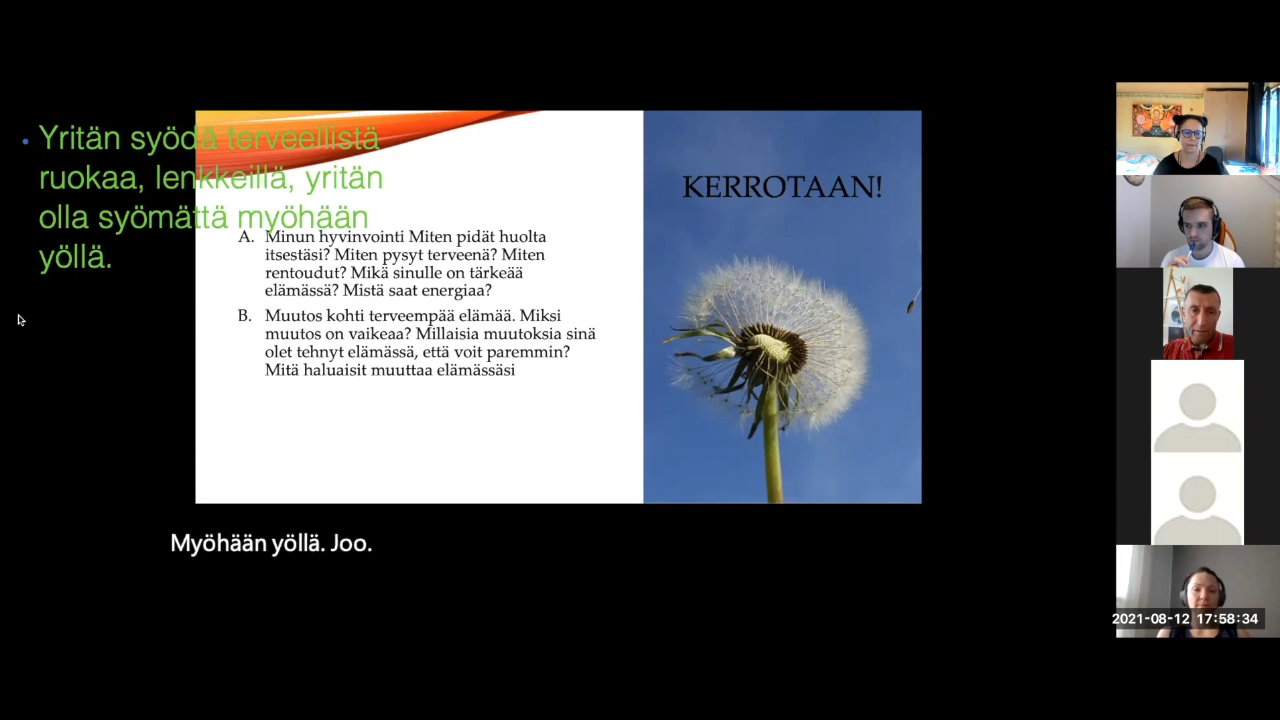 • Yritän syödä terveellistä
ruokaa, lenkkeillä, yritän
olla syömättä myöhään
yöllä.
KERROTAAN!
A. Minun hyvinvointi Miten pidät huolta
itsestäsi? Miten pysyt terveenä? Miten
rentoudut? Mikä sinulle on tärkeää
elämässä? Mistä saat energiaa?
B. Muutos kohti terveempää elämää. Miksi
muutos on vaikeaa? Millaisia muutoksia sinä
olet tehnyt elämässä, että voit paremmin?
Mitä haluaisit muuttaa elämässäsi
Myöhään yöllä. Joo.
2021-08-12 17:58:34